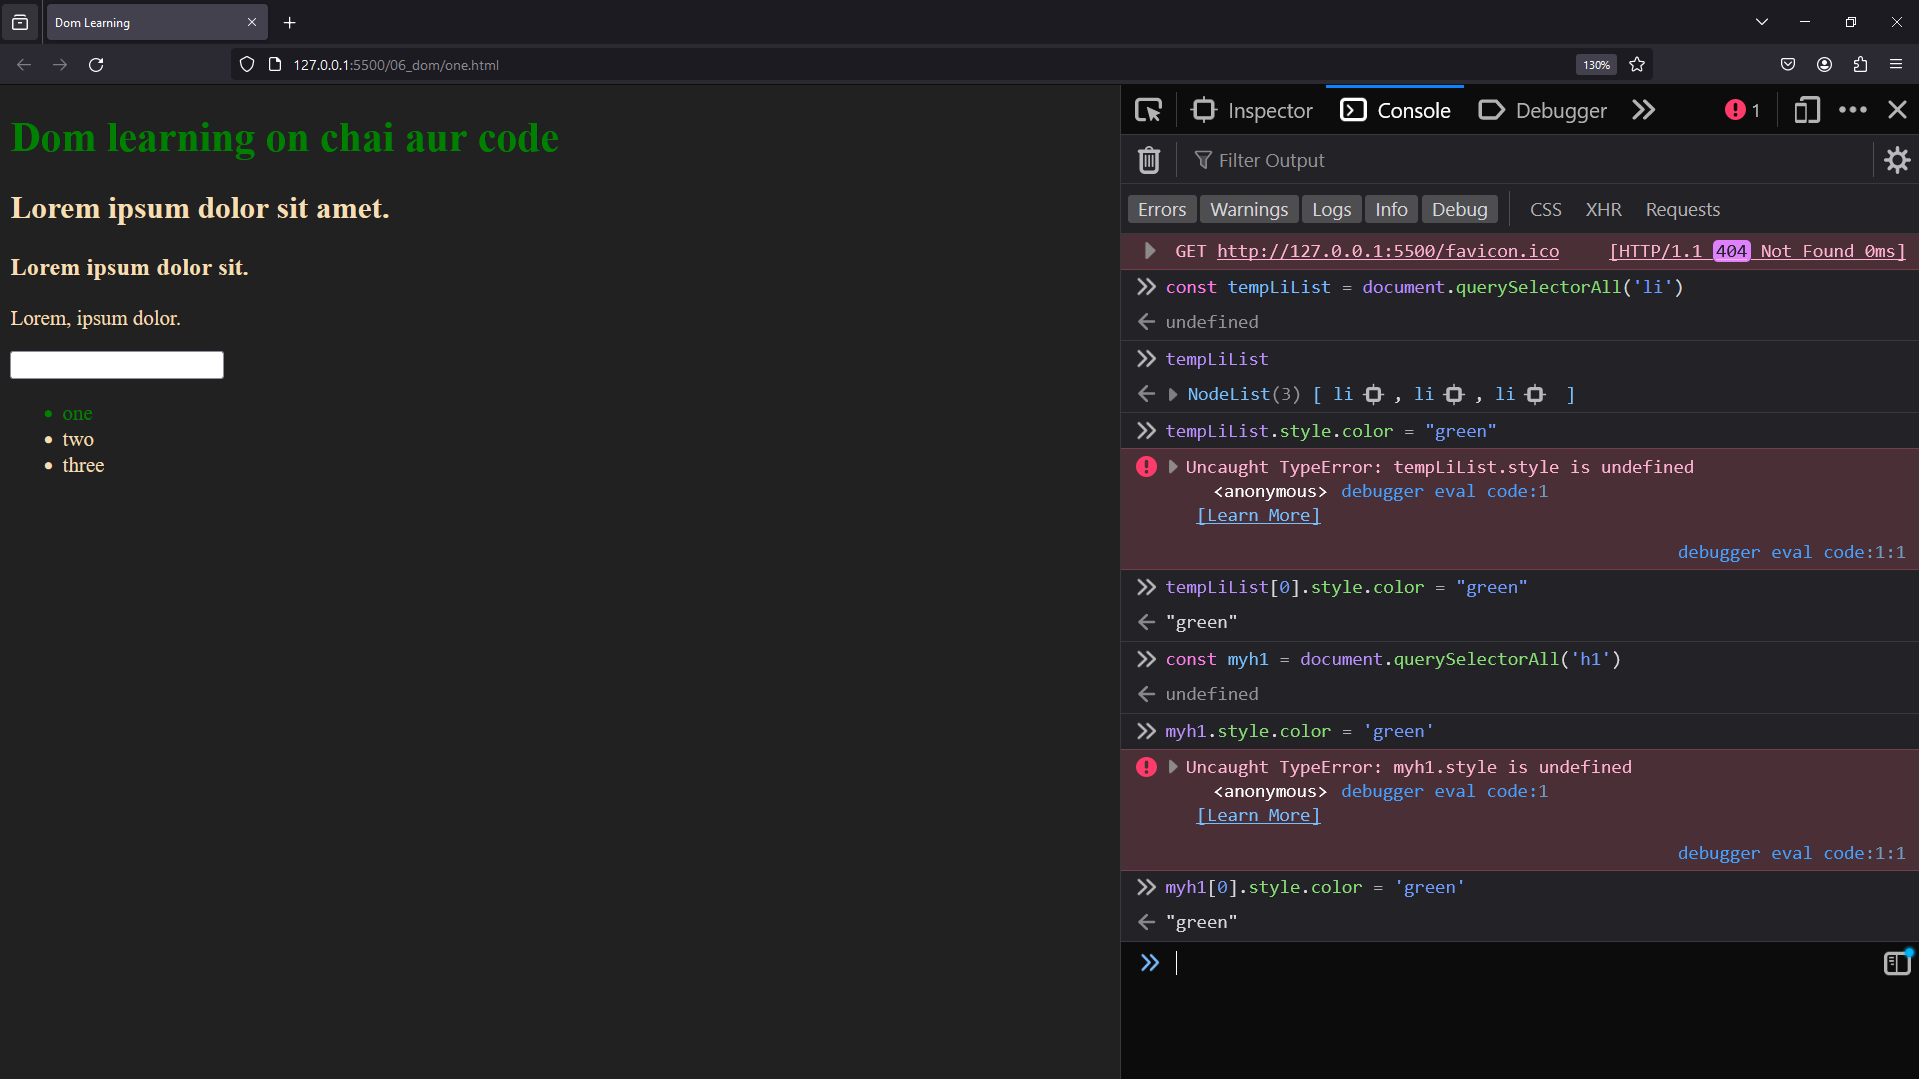 Dom Learning
127.0.0.1:5500/06_dom/one.html
130%
Dom learning on chai aur code
Lorem ipsum dolor sit amet.
Lorem ipsum dolor sit.
Lorem, ipsum dolor.
one
two
three
Inspector Console Debugger 1
Filter Output
Errors Warnings Logs Info Debug CSS XHR Requests
GET http://127.0.0.1:5500/favicon.ico [HTTP/1.1 404 Not Found 0ms]
const tempLiList = document.querySelectorAll('li')
undefined
tempLiList
NodeList(3) [ li , li , li ]
tempLiList.style.color = "green"
Uncaught TypeError: tempLiList.style is undefined
<anonymous> debugger eval code:1
[Learn More]
debugger eval code:1:1
tempLiList[0].style.color = "green"
"green"
const myh1 = document.querySelectorAll('h1')
undefined
myh1.style.color = 'green'
Uncaught TypeError: myh1.style is undefined
<anonymous> debugger eval code:1
[Learn More]
debugger eval code:1:1
myh1[0].style.color = 'green'
"green"